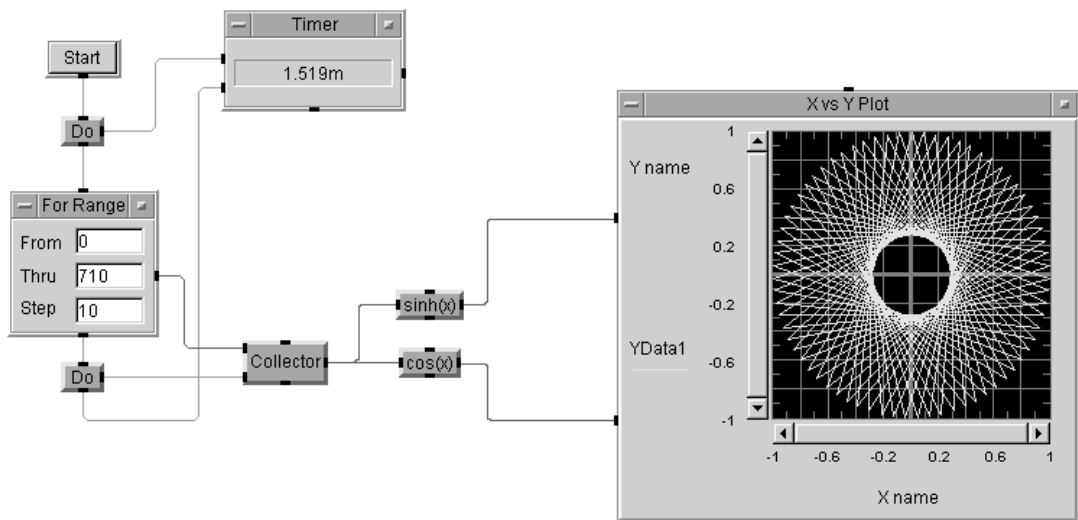 Start
Timer
1.519m
Do
For Range
From 0
Thru 710
Step 10
Do
Collector
sinh(x)
cos(x)
X vs Y Plot
Y name
YData1
1
0.6
0.2
-0.2
-0.6
-1
-1 -0.6 -0.2 0.2 0.6 1
X name